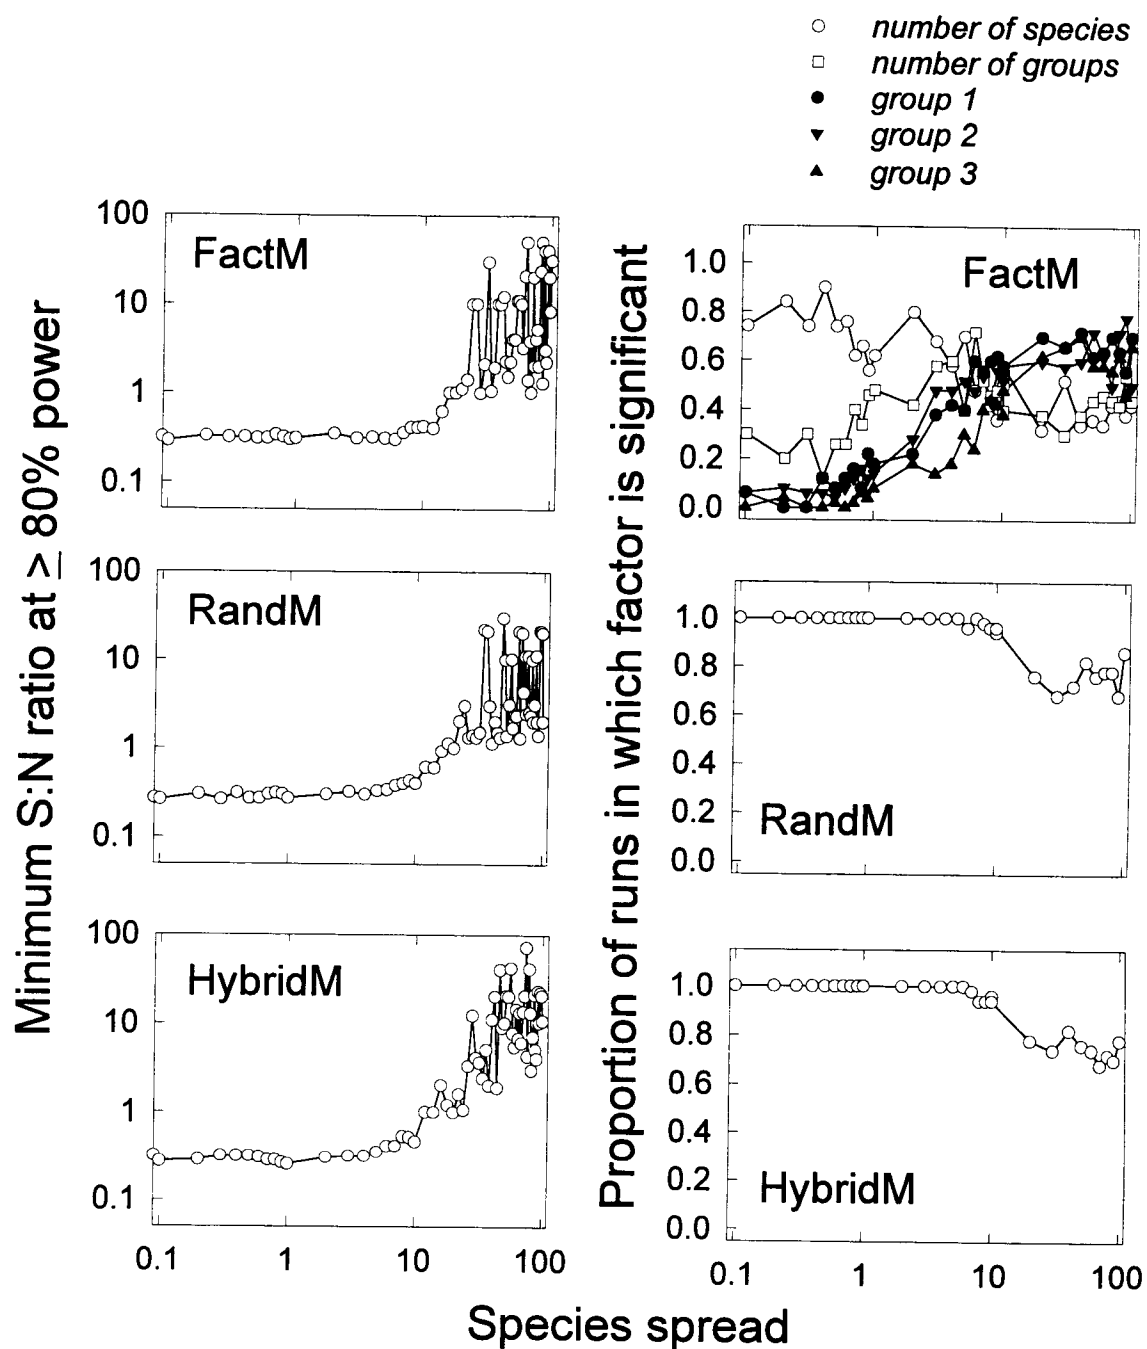 number of species
number of groups
group 1
group 2
group 3
Minimum S:N ratio at ≥ 80% power
100
10
1
0.1
FactM
100
10
1
0.1
RandM
100
10
1
0.1
HybridM
0.1 1 10 100
Proportion of runs in which factor is significant
1.0
0.8
0.6
0.4
0.2
0.0
FactM
1.0
0.8
0.6
0.4
0.2
0.0
RandM
1.0
0.8
0.6
0.4
0.2
0.0
HybridM
0.1 1 10 100
Species spread